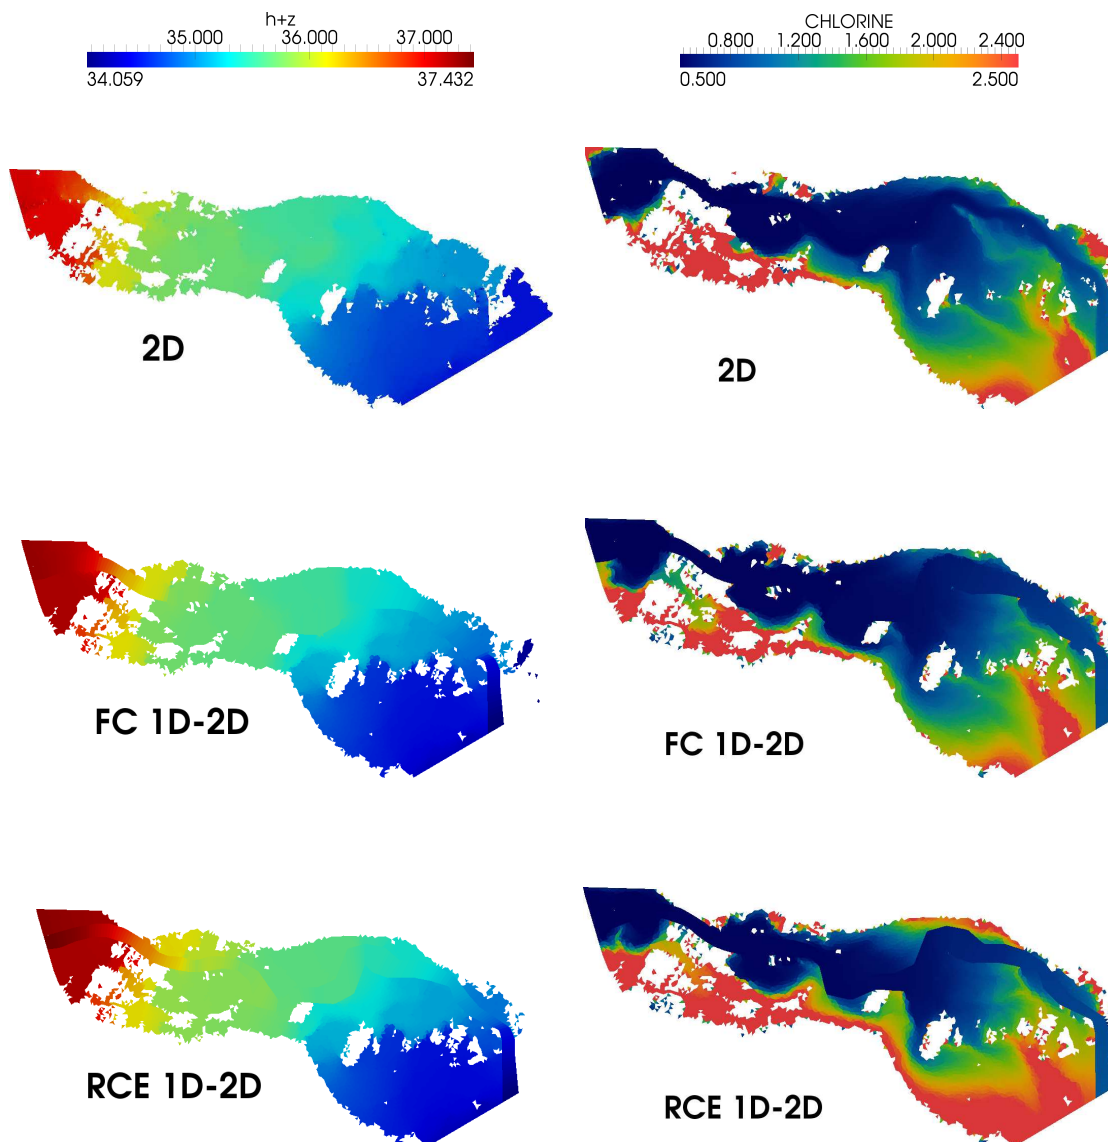 h+z
35.000 36.000 37.000
34.059 37.432
CHLORINE
0.800 1.200 1.600 2.000 2.400
0.500 2.500
2D
2D
FC 1D-2D
FC 1D-2D
RCE 1D-2D
RCE 1D-2D